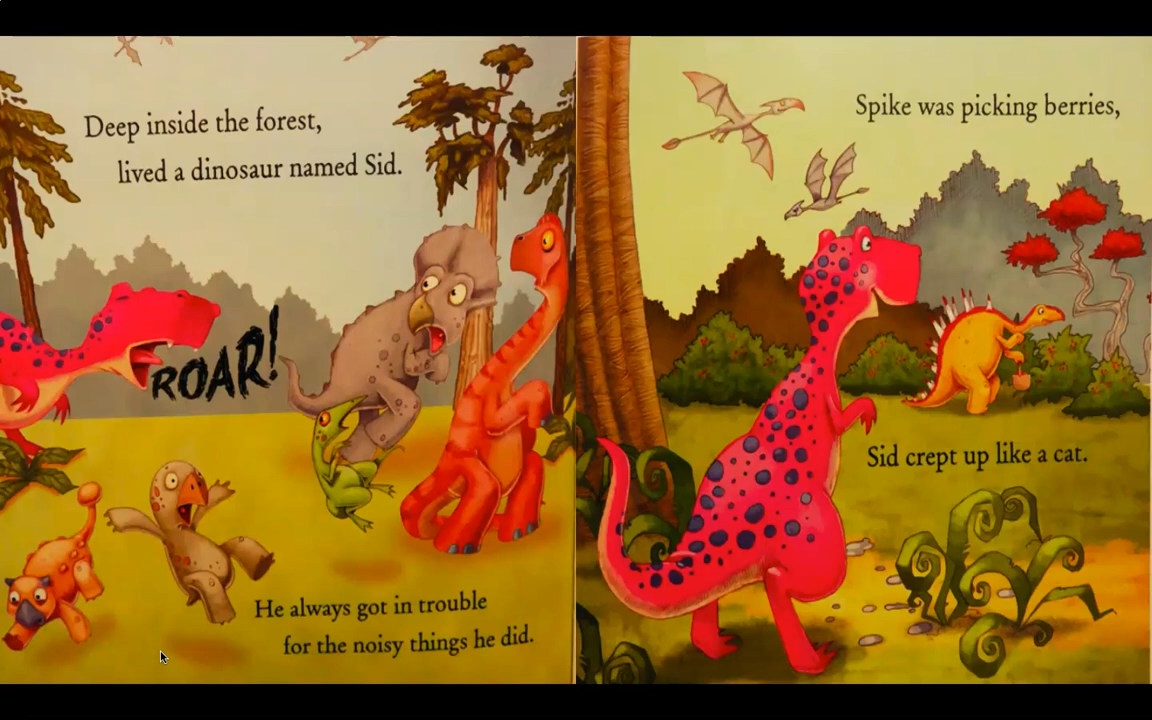 Deep inside the forest,
lived a dinosaur named Sid.
ROAR!
He always got in trouble
for the noisy things he did.
Spike was picking berries,
Sid crept up like a cat.